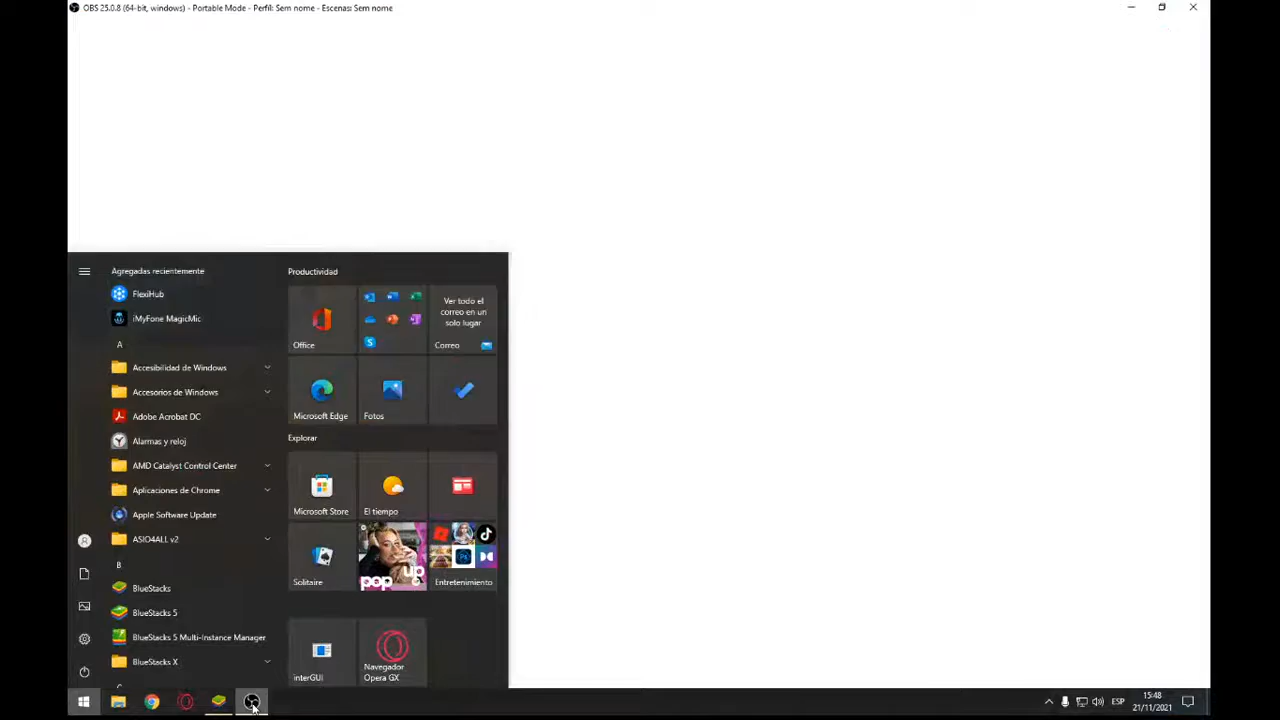 OBS 25.0.8 (64-bit, windows) - Portable Mode - Perfil: Sem nome - Escenas: Sem nome
Agregadas recientemente
FlexiHub
iMyFone MagicMic
A
Accesibilidad de Windows
Accesorios de Windows
Adobe Acrobat DC
Alarmas y reloj
AMD Catalyst Control Center
Aplicaciones de Chrome
Apple Software Update
ASIO4ALL v2
B
BlueStacks
BlueStacks 5
BlueStacks 5 Multi-Instance Manager
BlueStacks X
Productividad
Office
Ver todo el
correo en un
solo lugar
Correo
Microsoft Edge
Fotos
Explorar
Microsoft Store
El tiempo
Solitaire
pop up
Entretenimiento
interGUI
Navegador
Opera GX
ESP
15:48
21/11/2021